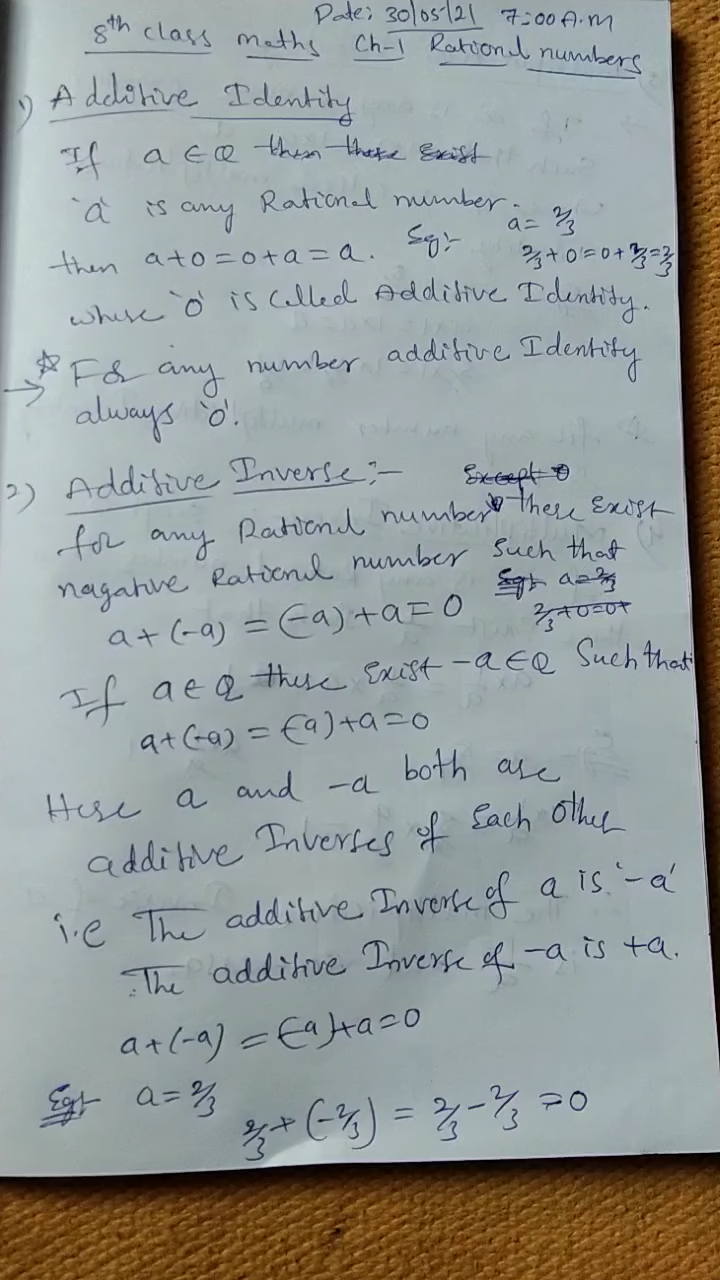 Date: 30/05/21 7:00 A.M
8th class maths Ch-1 Rational numbers
1) Additive Identity
If a ∈ Q then there Exist
'a' is any Rational number.
then a+0=0+a=a. Eg:- a= 2/3
2/3+0=0+2/3=2/3
where '0' is Called Additive Identity.
☆ For any number additive Identity
→ always '0'.
2) Additive Inverse:- Except 0
for any Rational number there Exist
nagative Rational number Such that
a+(-a) = (-a)+a=0 Eg:- a=2/3
2/3+0=0+
If a ∈ Q there Exist -a ∈ Q Such that
a+(-a) = (-a)+a=0
Here a and -a both are
additive Inverses of Each other
i.e The additive Inverse of a is '-a'
The additive Inverse of -a is +a.
a+(-a) = (-a)+a=0
Eg:- a=2/3
2/3+(-2/3) = 2/3-2/3 =0